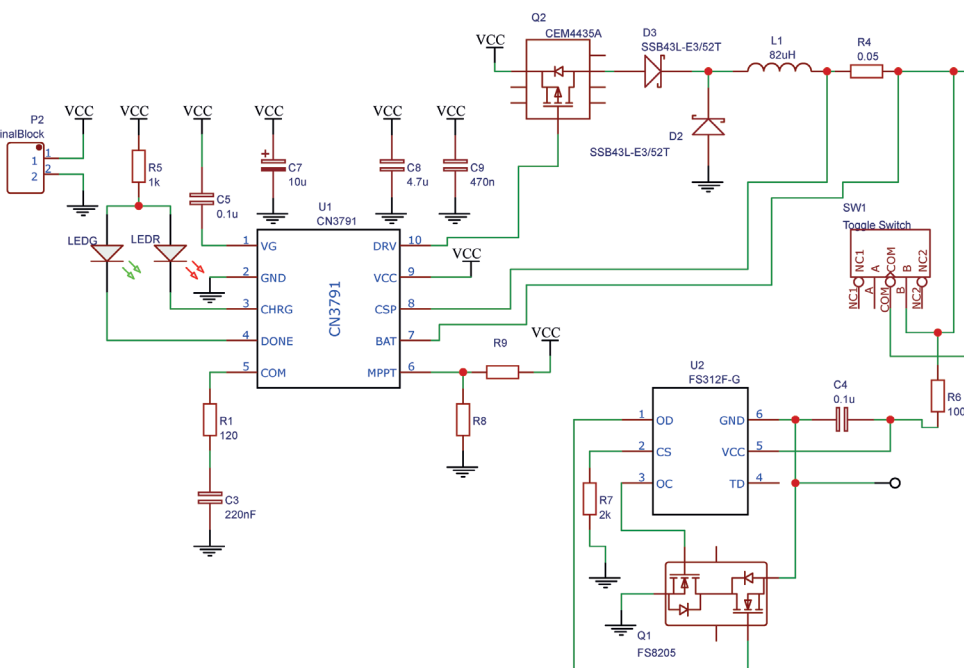 Q2
CEM4435A
VCC
D3
SSB43L-E3/52T
L1
82uH
R4
0.05
D2
SSB43L-E3/52T
P2
inalBlock
1
2
1
2
VCC
VCC
R5
1k
VCC
C5
0.1u
VCC
+
C7
10u
VCC
C8
4.7u
VCC
C9
470n
LEDG
LEDR
U1
CN3791
CN3791
1 VG
2 GND
3 CHRG
4 DONE
5 COM
DRV 10
VCC 9
CSP 8
BAT 7
MPPT 6
VCC
R9
VCC
R8
R1
120
C3
220nF
SW1
Toggle Switch
NC1
A
COM
B
NC2
NC1
A
COM
B
NC2
U2
FS312F-G
1 OD
2 CS
3 OC
GND 6
VCC 5
TD 4
C4
0.1u
R6
100
R7
2k
Q1
FS8205